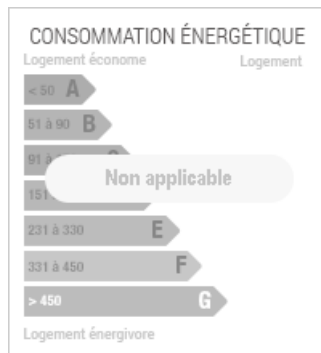 CONSOMMATION ÉNERGÉTIQUE
Logement économe Logement
< 50 A
51 à 90 B
91 à
Non applicable
151
231 à 330 E
331 à 450 F
> 450 G
Logement énergivore